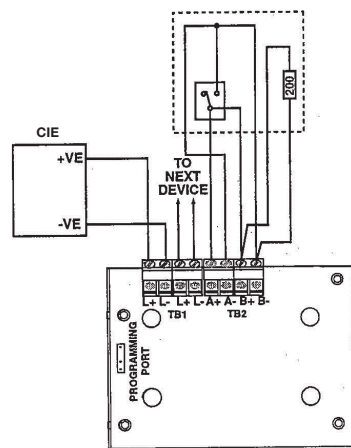 200
CIE
+VE
-VE
TO
NEXT
DEVICE
L+ L- L+ L- A+ A- B+ B-
TB1 TB2
PROGRAMMING
PORT